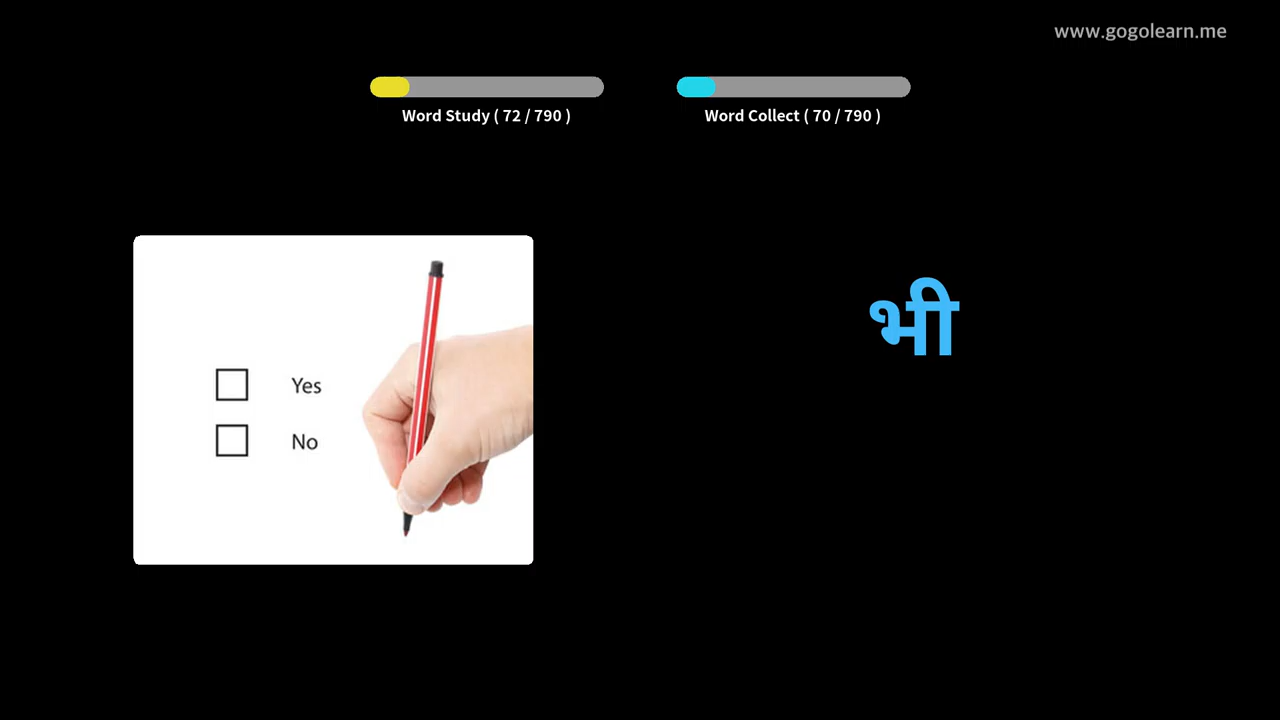 www.gogolearn.me
Word Study ( 72 / 790 )
Word Collect ( 70 / 790 )
भी
Yes
No